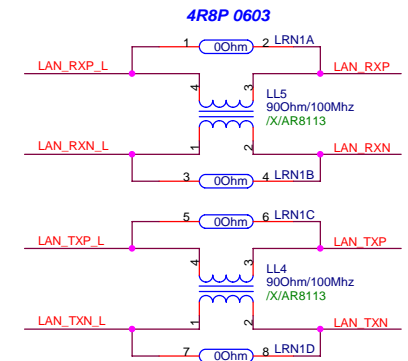 4R8P 0603
1 0Ohm 2 LRN1A
LAN_RXP_L LAN_RXP
4 3
LL5
90Ohm/100Mhz
/X/AR8113
LAN_RXN_L LAN_RXN
1 2
3 0Ohm 4 LRN1B
5 0Ohm 6 LRN1C
LAN_TXP_L LAN_TXP
4 3
LL4
90Ohm/100Mhz
/X/AR8113
LAN_TXN_L LAN_TXN
1 2
7 0Ohm 8 LRN1D